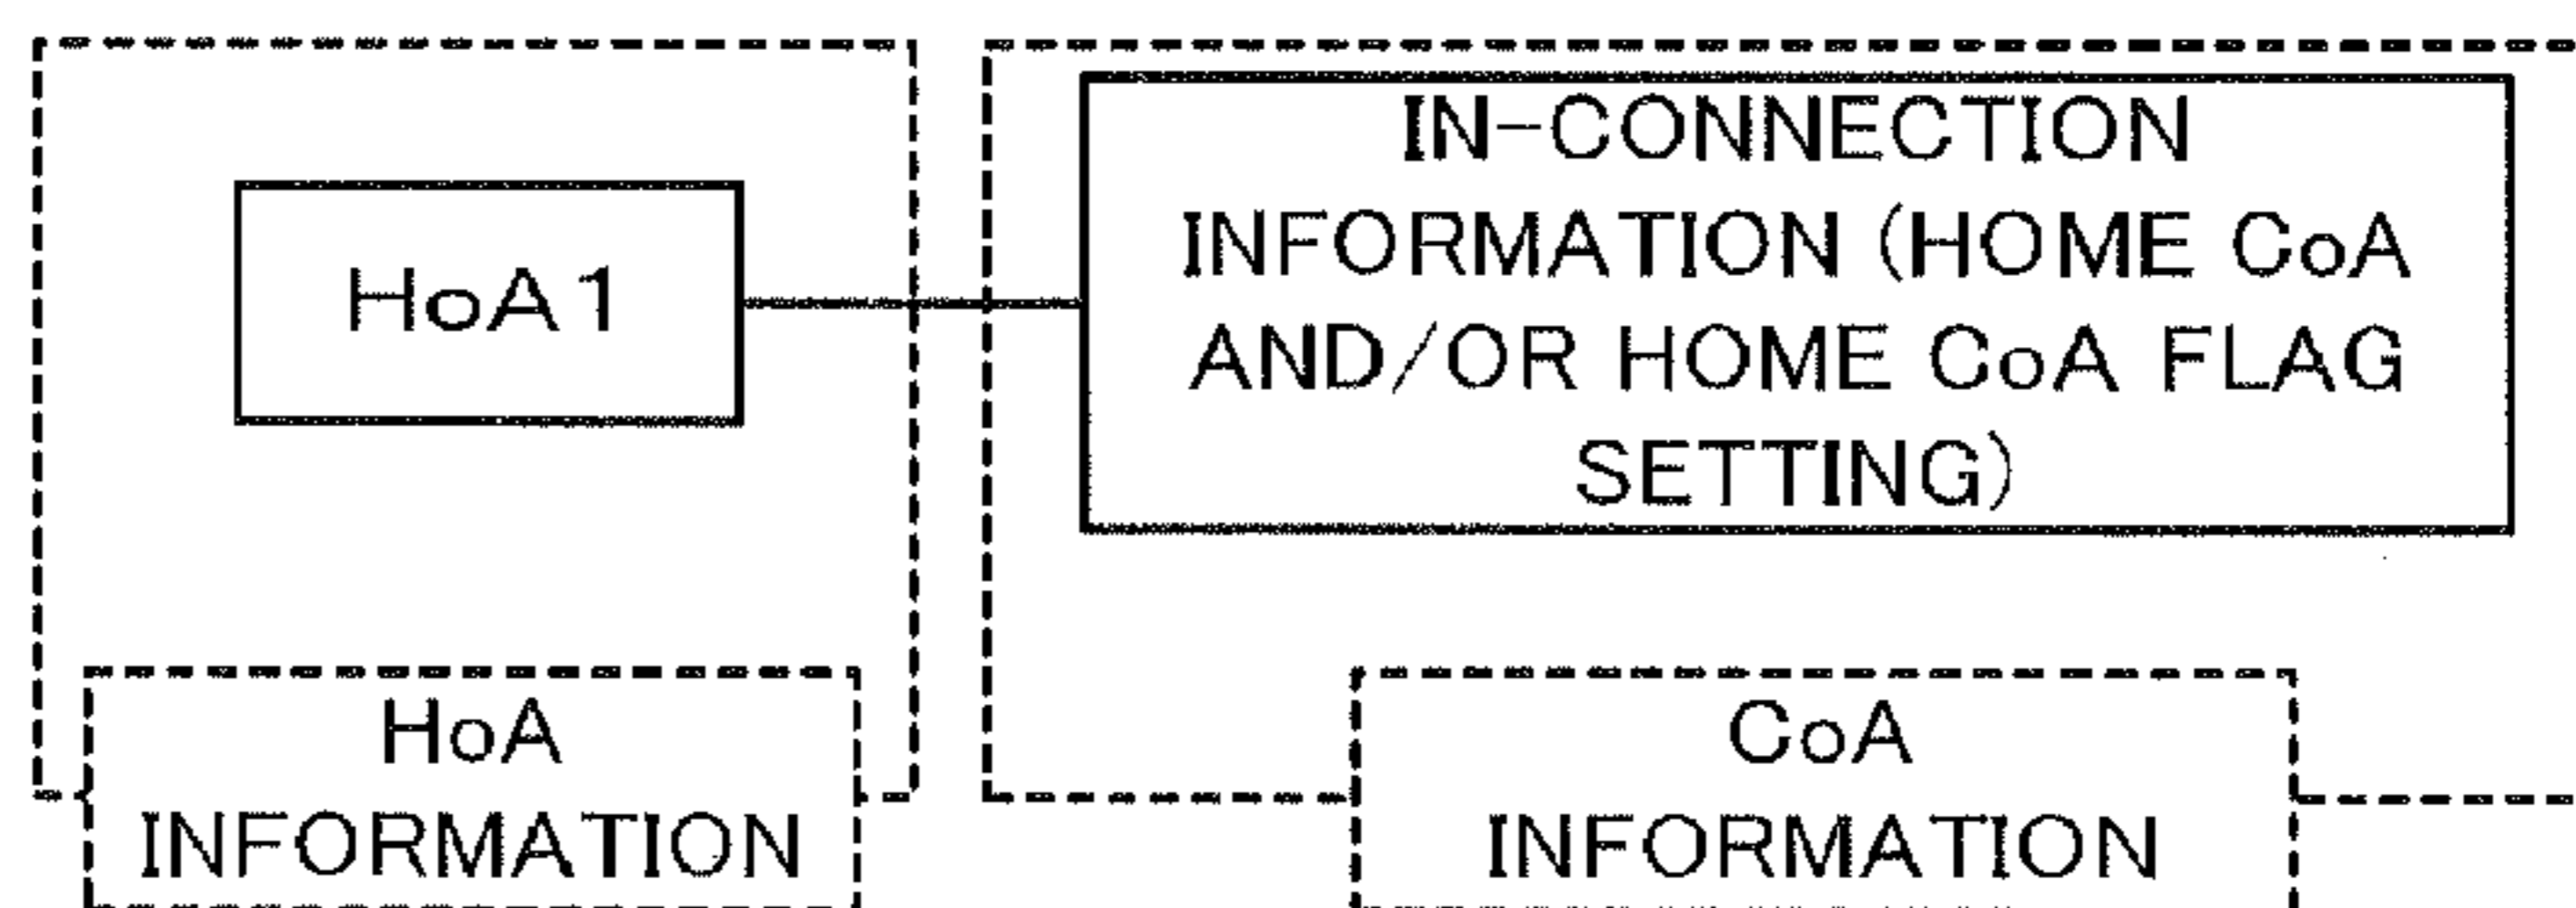 HoA1
IN-CONNECTION
INFORMATION (HOME CoA
AND/OR HOME CoA FLAG
SETTING)
HoA
INFORMATION
CoA
INFORMATION